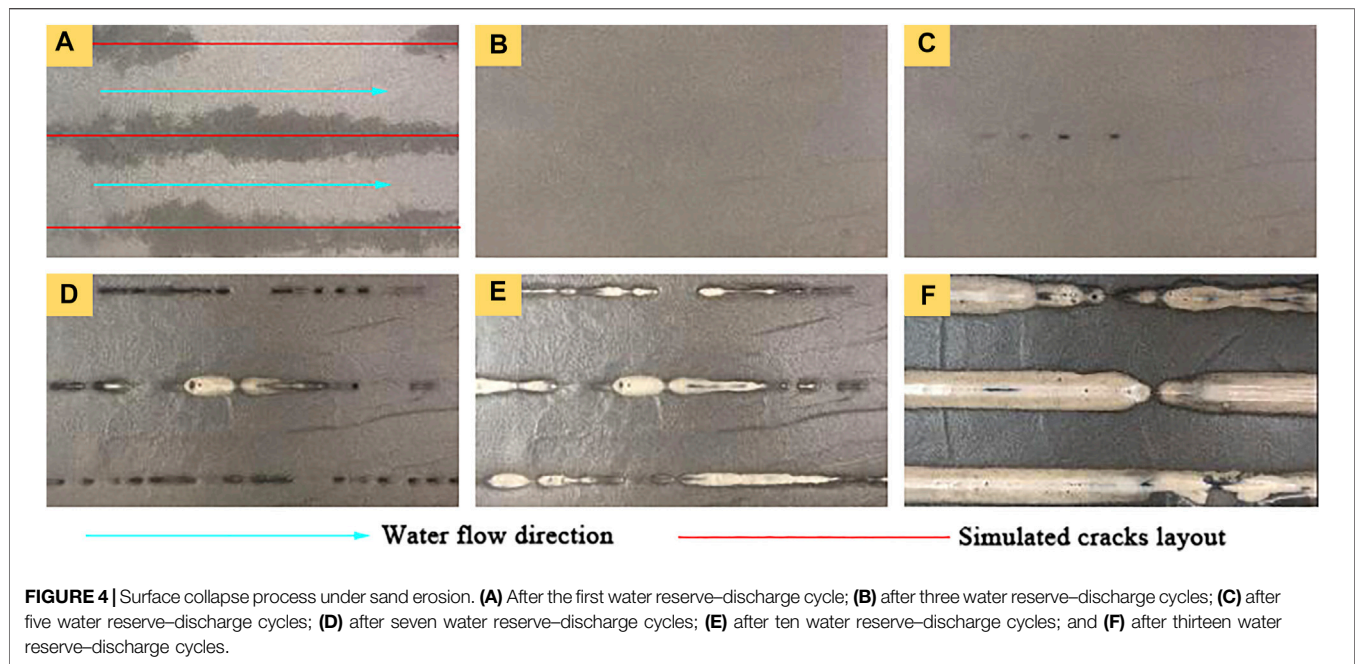 A
B
C
D
E
F
Water flow direction
Simulated cracks layout
FIGURE 4 | Surface collapse process under sand erosion. (A) After the first water reserve–discharge cycle; (B) after three water reserve–discharge cycles; (C) after
five water reserve–discharge cycles; (D) after seven water reserve–discharge cycles; (E) after ten water reserve–discharge cycles; and (F) after thirteen water
reserve–discharge cycles.